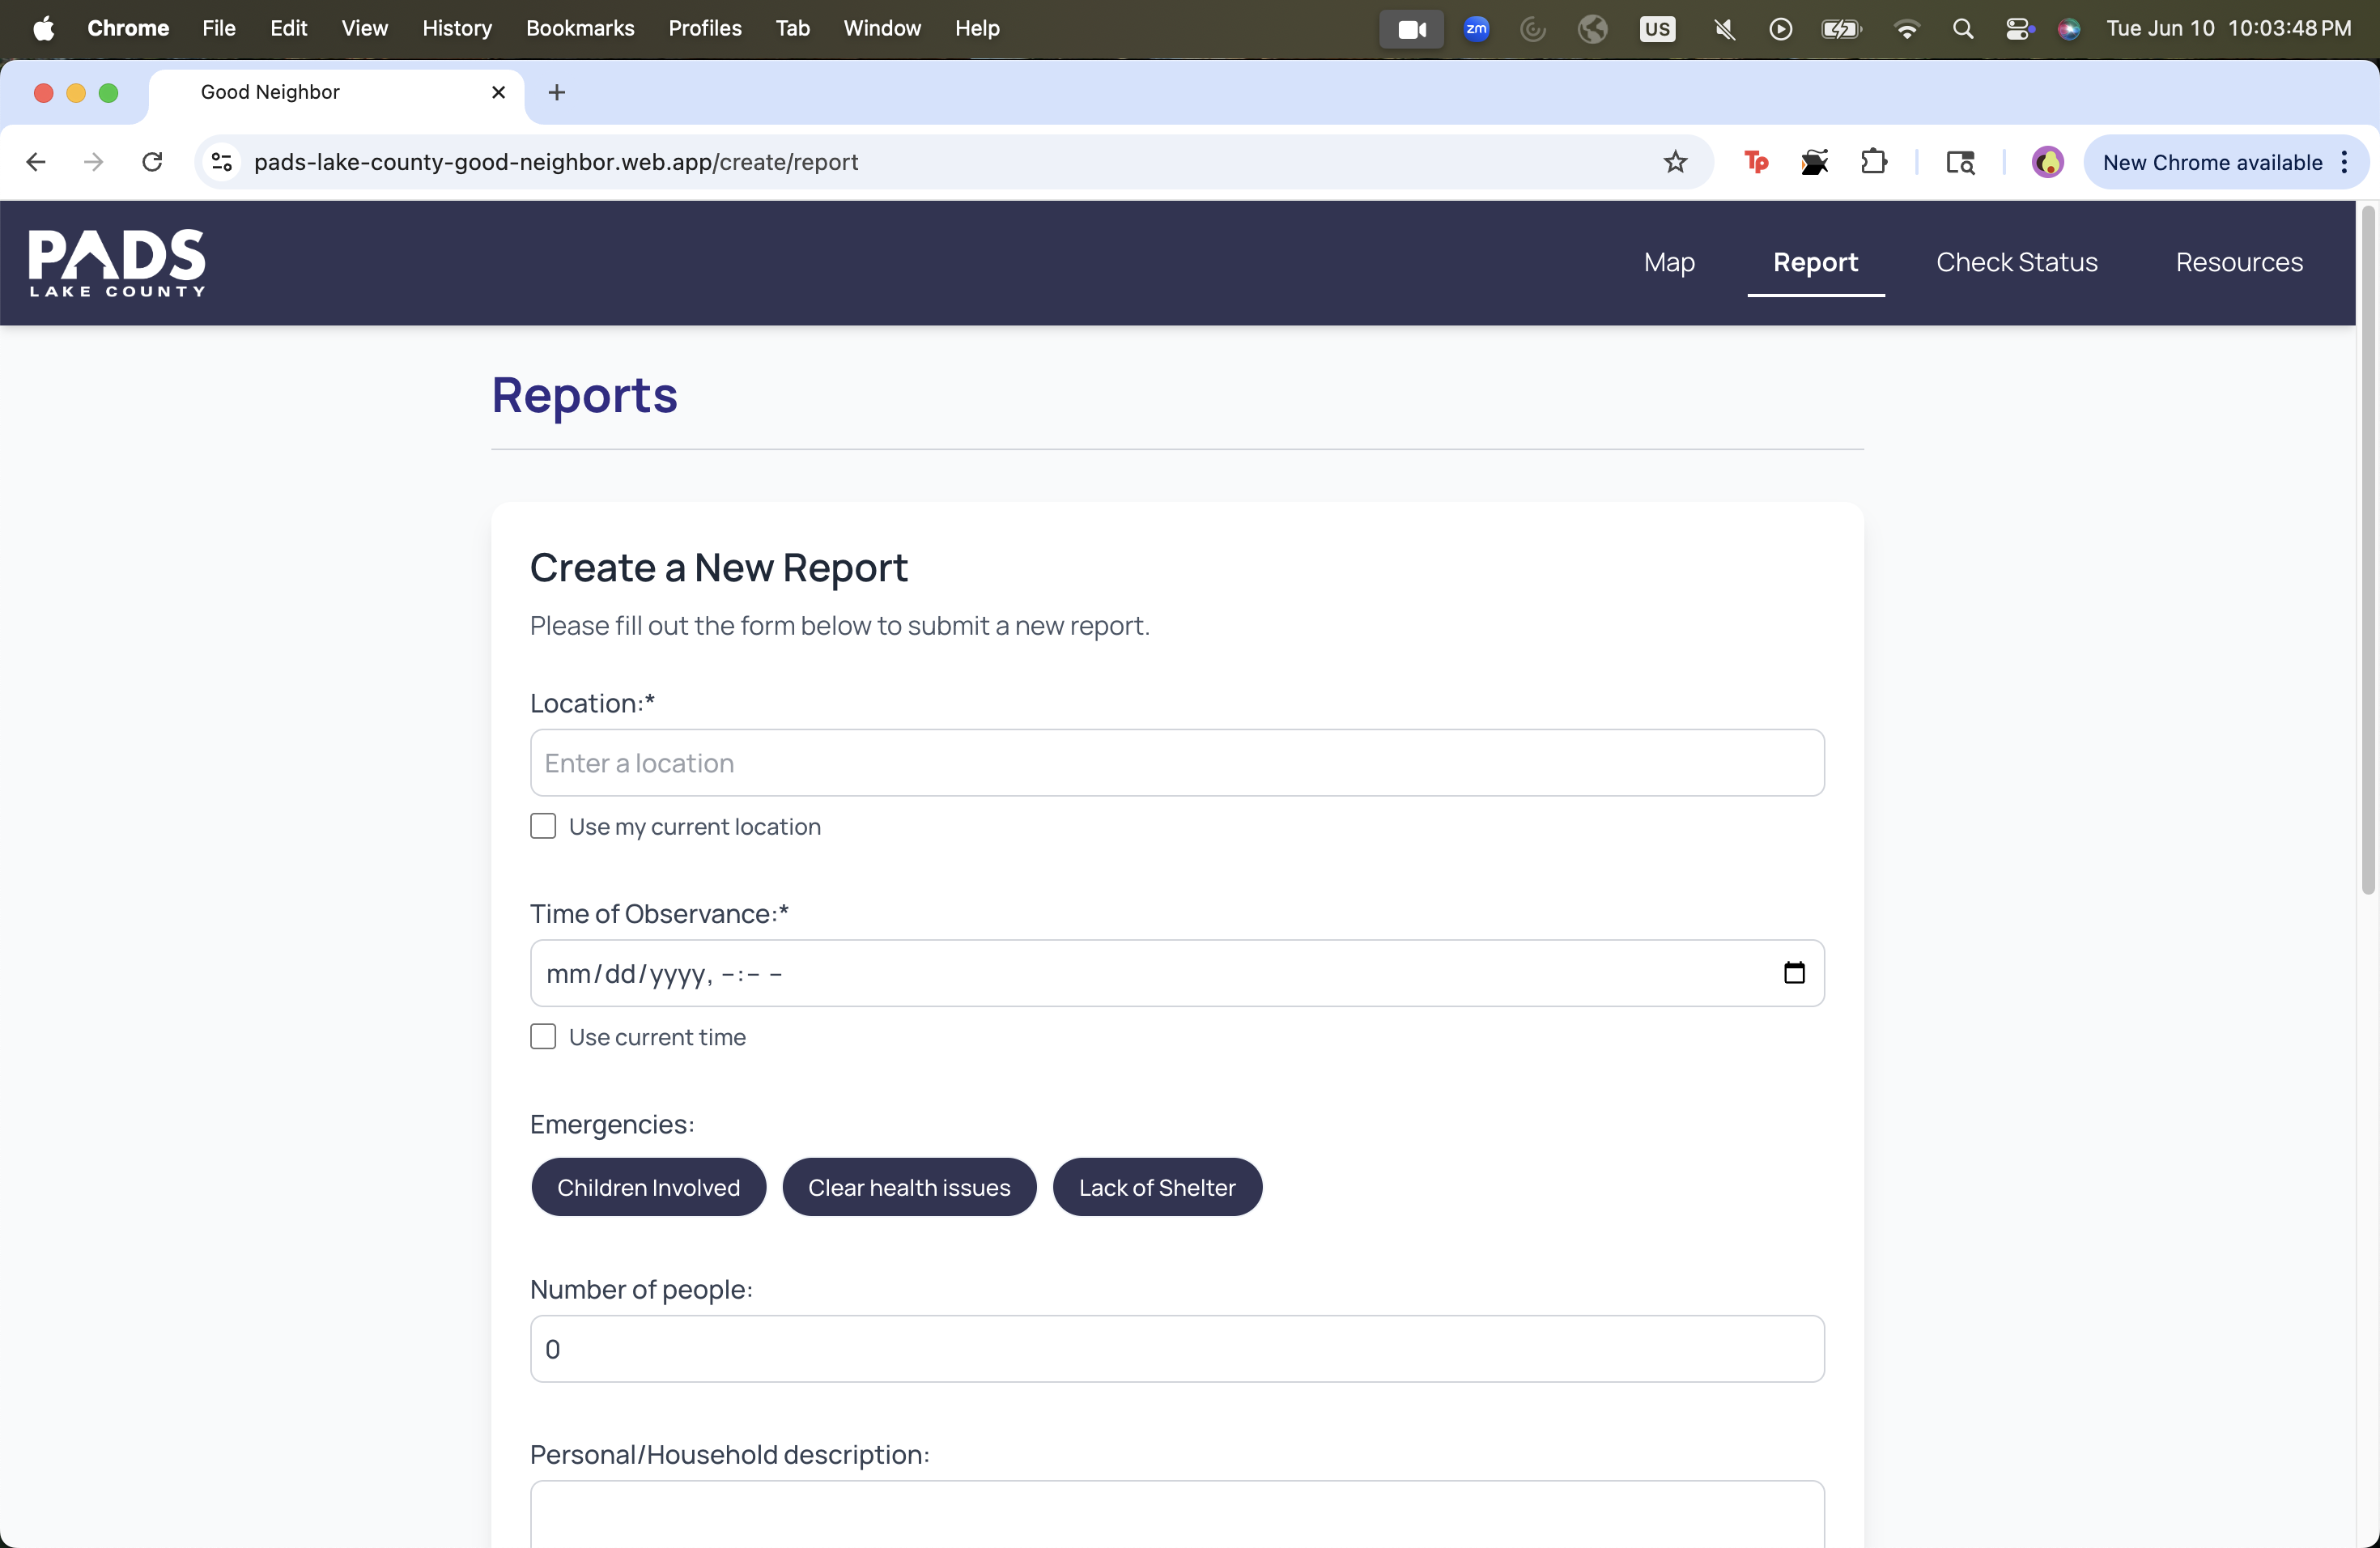 Chrome File Edit View History Bookmarks Profiles Tab Window Help zm US Tue Jun 10 10:03:48 PM
Good Neighbor
pads-lake-county-good-neighbor.web.app/create/report Tp New Chrome available
PADS
LAKE COUNTY
Map Report Check Status Resources
Reports
Create a New Report
Please fill out the form below to submit a new report.
Location:*
Enter a location
Use my current location
Time of Observance:*
mm/dd/yyyy, –:– –
Use current time
Emergencies:
Children Involved Clear health issues Lack of Shelter
Number of people:
0
Personal/Household description: